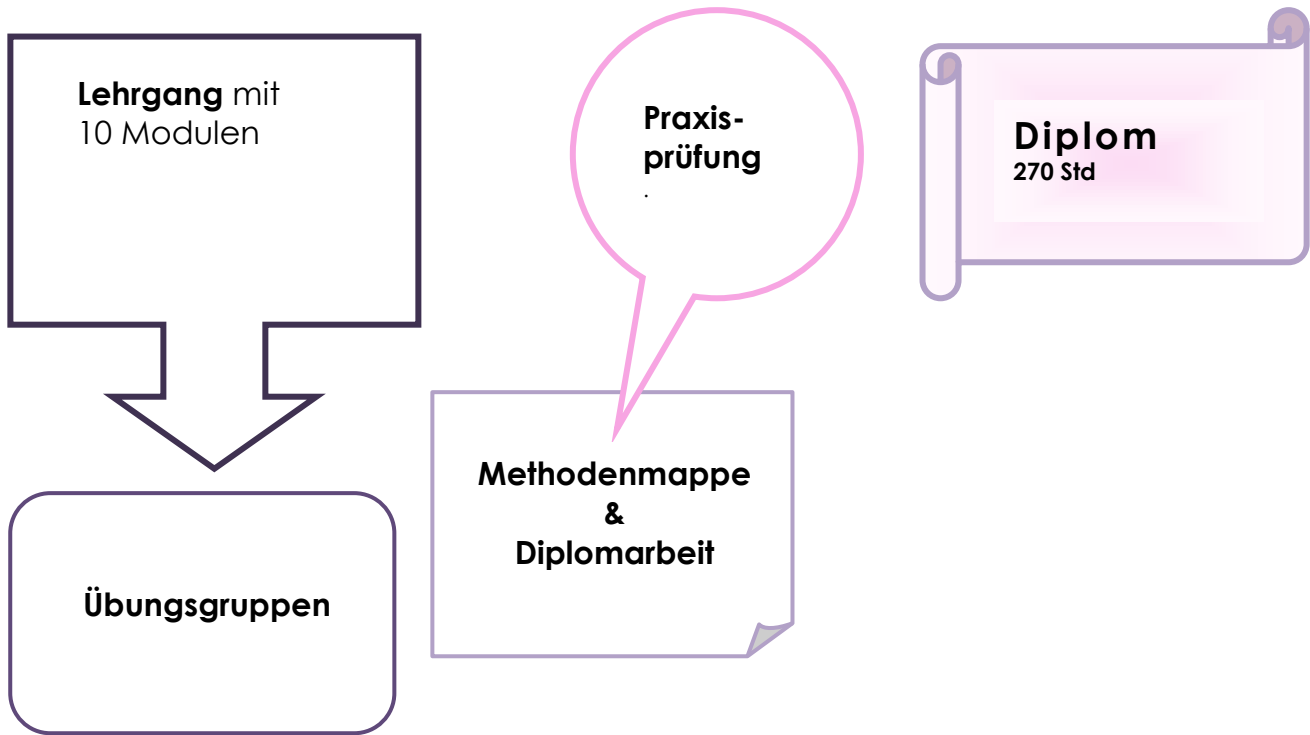 Lehrgang mit
10 Modulen
Übungsgruppen
Praxis-
prüfung
.
Methodenmappe
&
Diplomarbeit
Diplom
270 Std